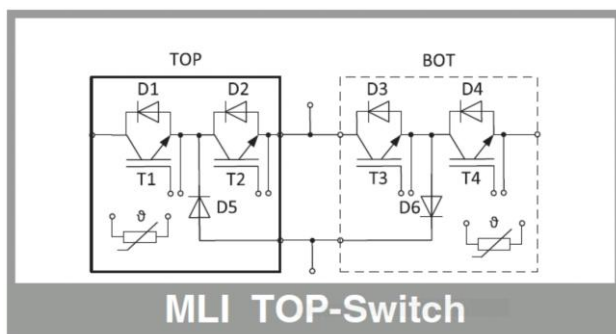 TOP BOT
D1 D2 D3 D4
T1 T2 T3 T4
D5 D6
ϑ ϑ
MLI TOP-Switch